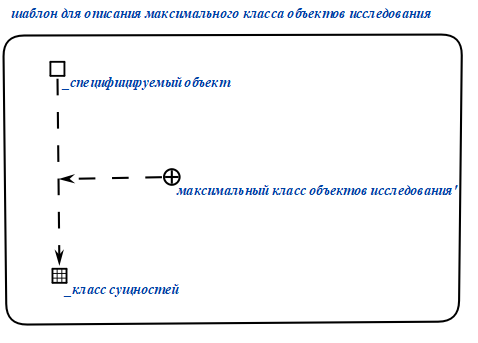 шаблон для описания максимального класса объектов исследования
_специфицируемый объект
максимальный класс объектов исследования'
_класс сущностей